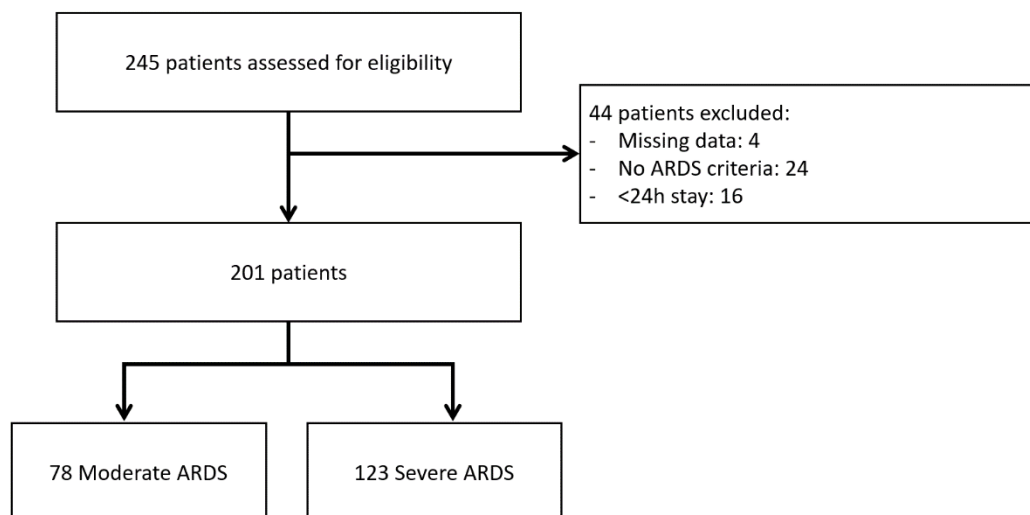 245 patients assessed for eligibility
44 patients excluded:
- Missing data: 4
- No ARDS criteria: 24
- <24h stay: 16
201 patients
78 Moderate ARDS
123 Severe ARDS